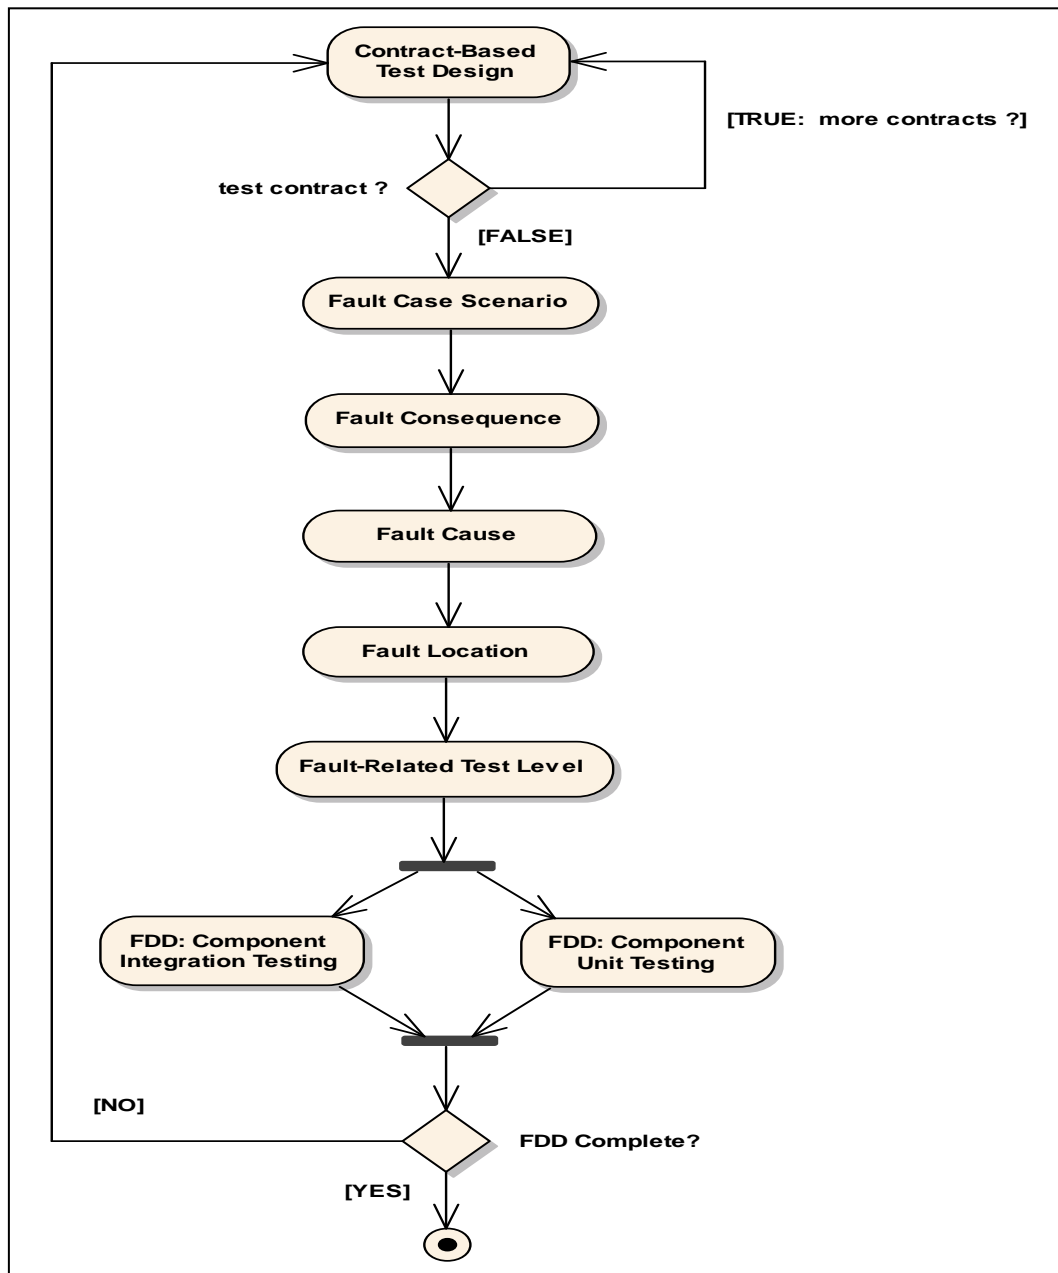 Contract-Based
Test Design
[TRUE:  more contracts ?]
test contract ?
[FALSE]
Fault Case Scenario
Fault Consequence
Fault Cause
Fault Location
Fault-Related Test Level
FDD: Component
Integration Testing
FDD: Component
Unit Testing
[NO]
FDD Complete?
[YES]